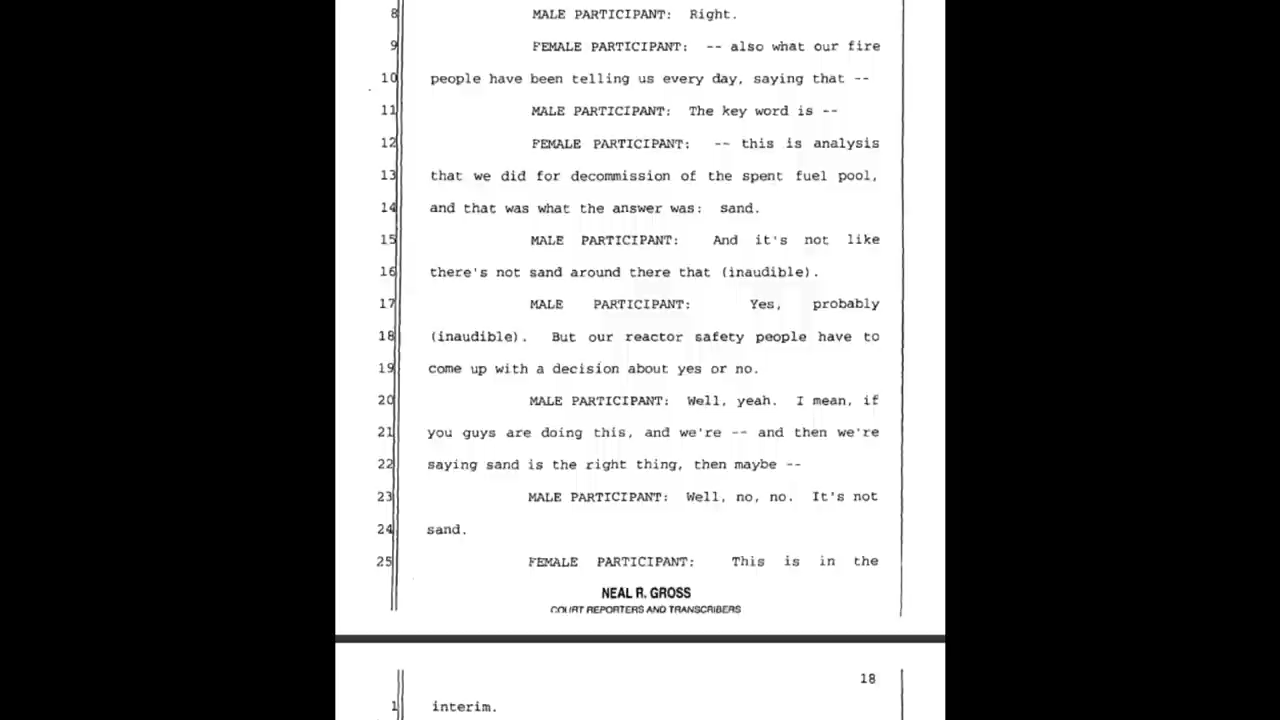 8 MALE PARTICIPANT: Right.
9 FEMALE PARTICIPANT: -- also what our fire
10 people have been telling us every day, saying that --
11 MALE PARTICIPANT: The key word is --
12 FEMALE PARTICIPANT: -- this is analysis
13 that we did for decommission of the spent fuel pool,
14 and that was what the answer was: sand.
15 MALE PARTICIPANT: And it's not like
16 there's not sand around there that (inaudible).
17 MALE PARTICIPANT: Yes, probably
18 (inaudible). But our reactor safety people have to
19 come up with a decision about yes or no.
20 MALE PARTICIPANT: Well, yeah. I mean, if
21 you guys are doing this, and we're -- and then we're
22 saying sand is the right thing, then maybe --
23 MALE PARTICIPANT: Well, no, no. It's not
24 sand.
25 FEMALE PARTICIPANT: This is in the
NEAL R. GROSS
COURT REPORTERS AND TRANSCRIBERS
18
1 interim.